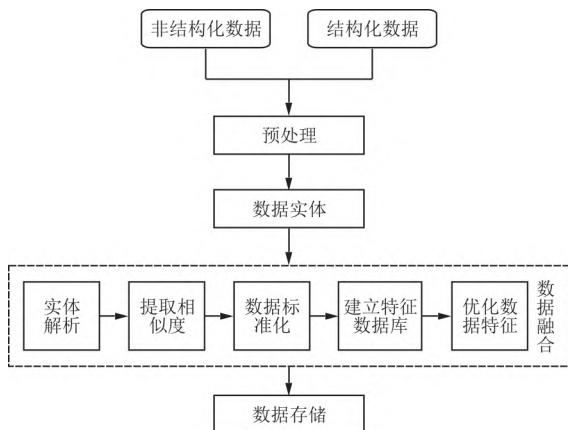 非结构化数据
结构化数据
预处理
数据实体
实体
解析
提取相
似度
数据标
准化
建立特征
数据库
优化数
据特征
数据融合
数据存储